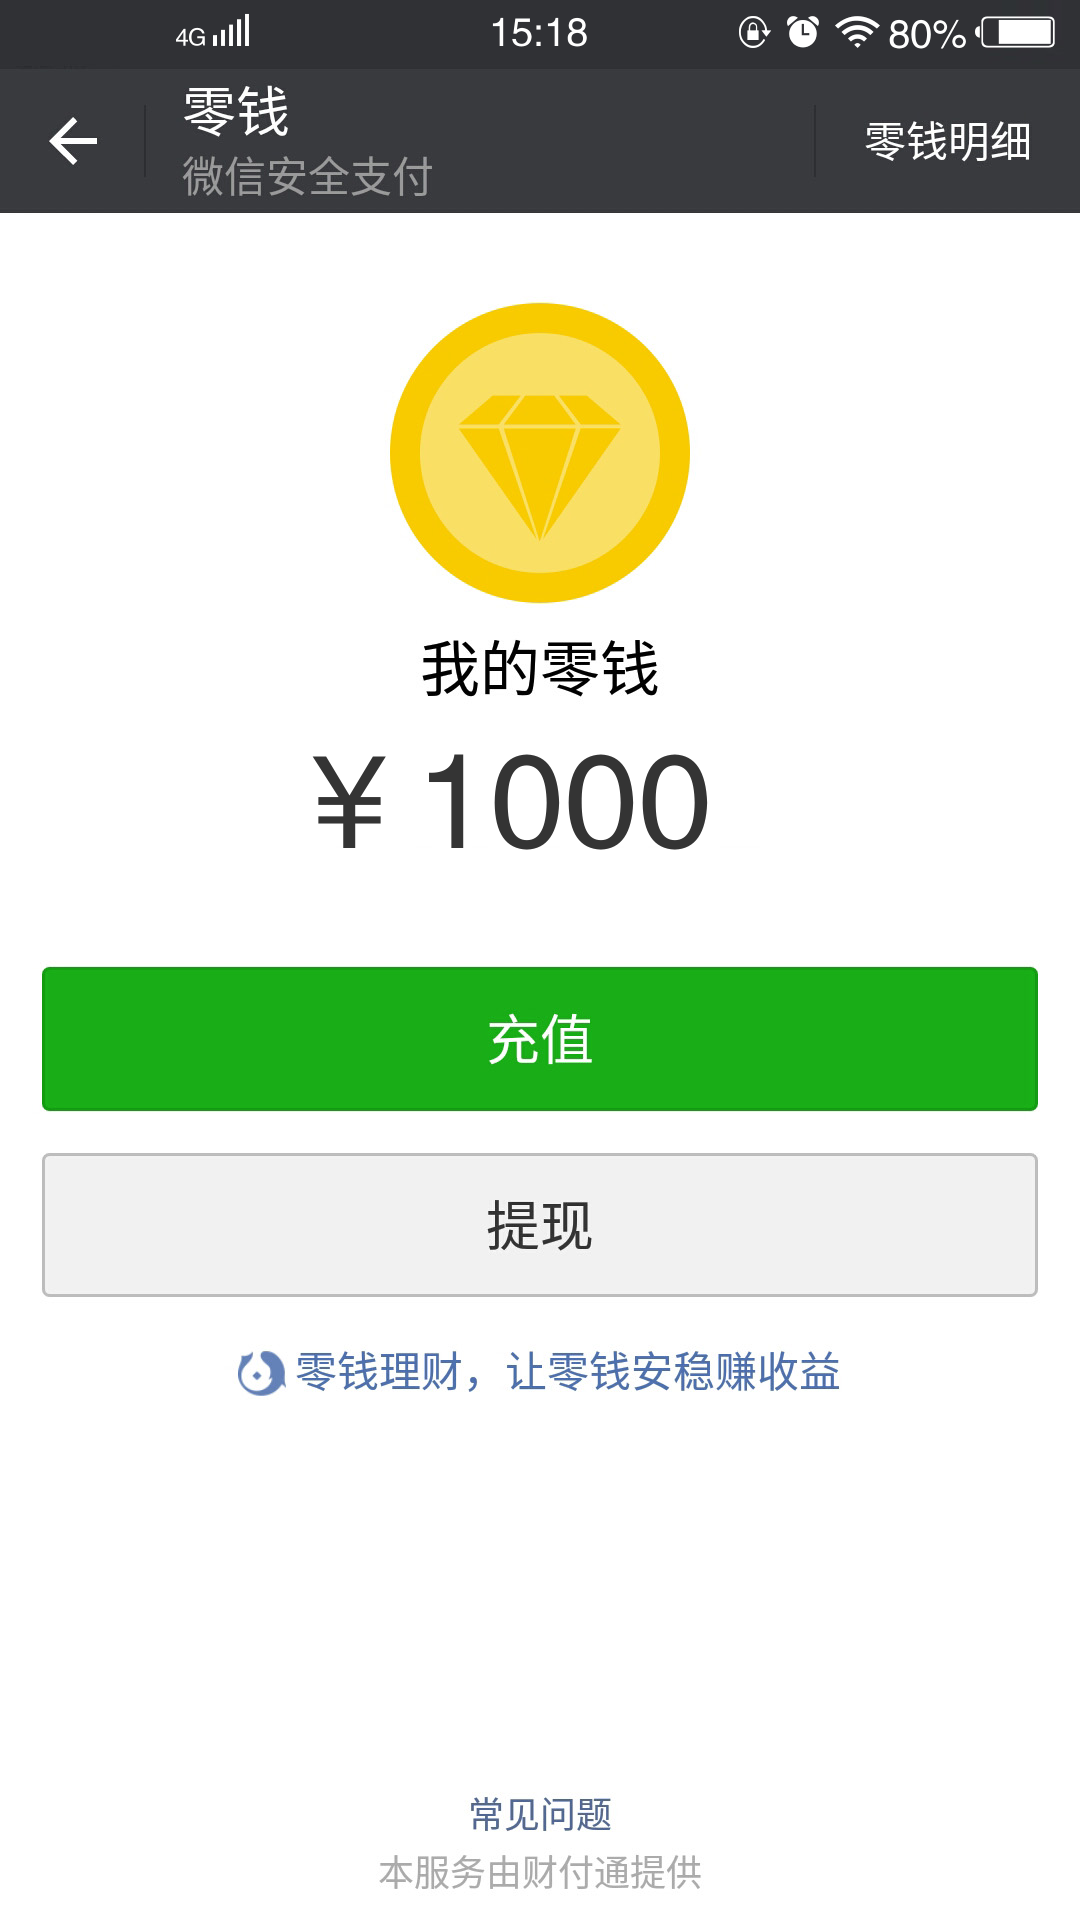 4G 15:18 80%
零钱
微信安全支付
零钱明细
我的零钱
¥1000
充值
提现
零钱理财，让零钱安稳赚收益
常见问题
本服务由财付通提供